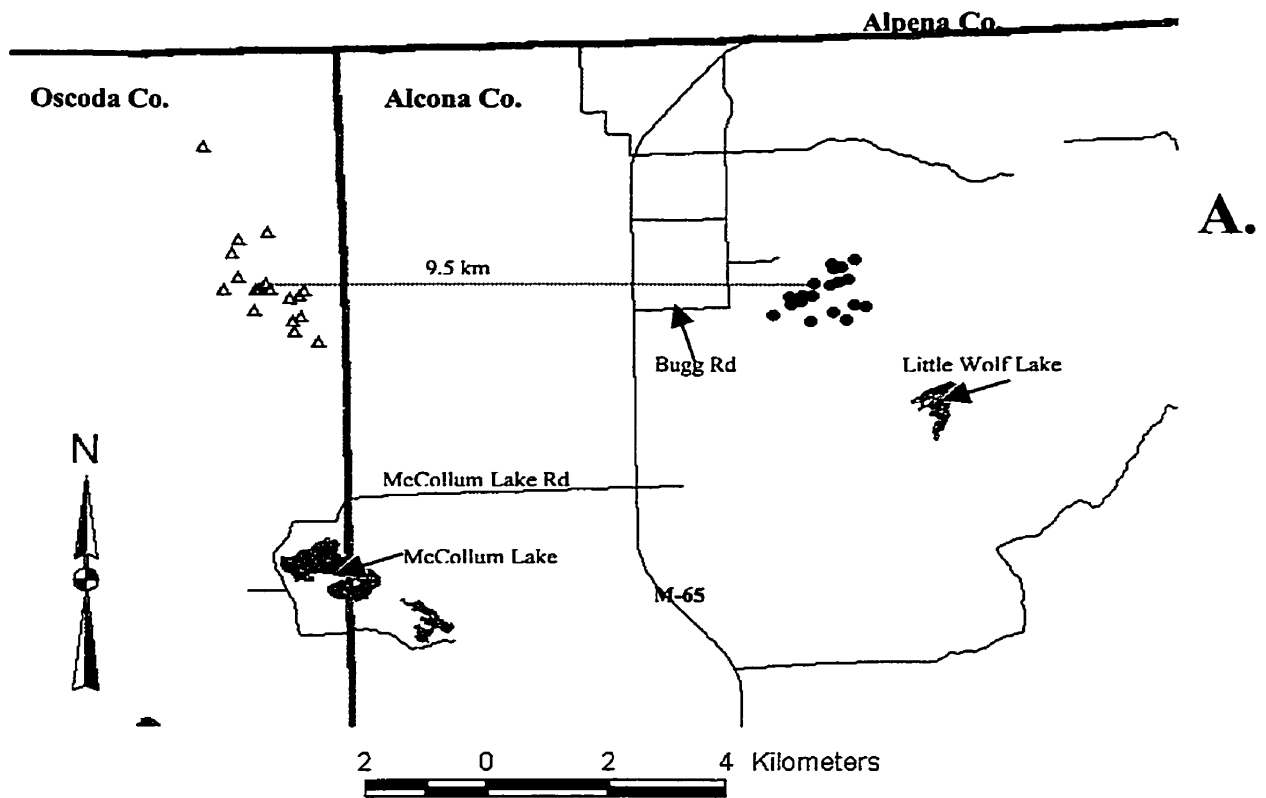 Alpena Co.
Oscoda Co.
Alcona Co.
A.
9.5 km
Bugg Rd
Little Wolf Lake
N
McCollum Lake Rd
McCollum Lake
M-65
2 0 2 4 Kilometers